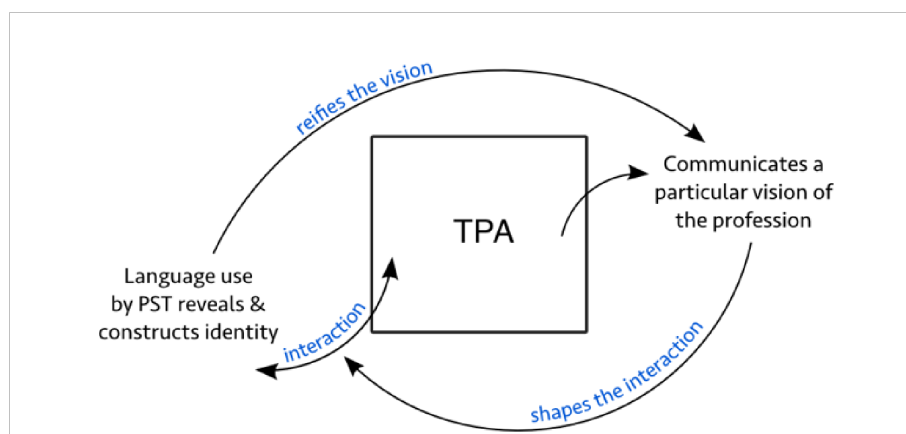 reifies the vision
TPA
Communicates a
particular vision of
the profession
Language use
by PST reveals &
constructs identity
interaction
shapes the interaction